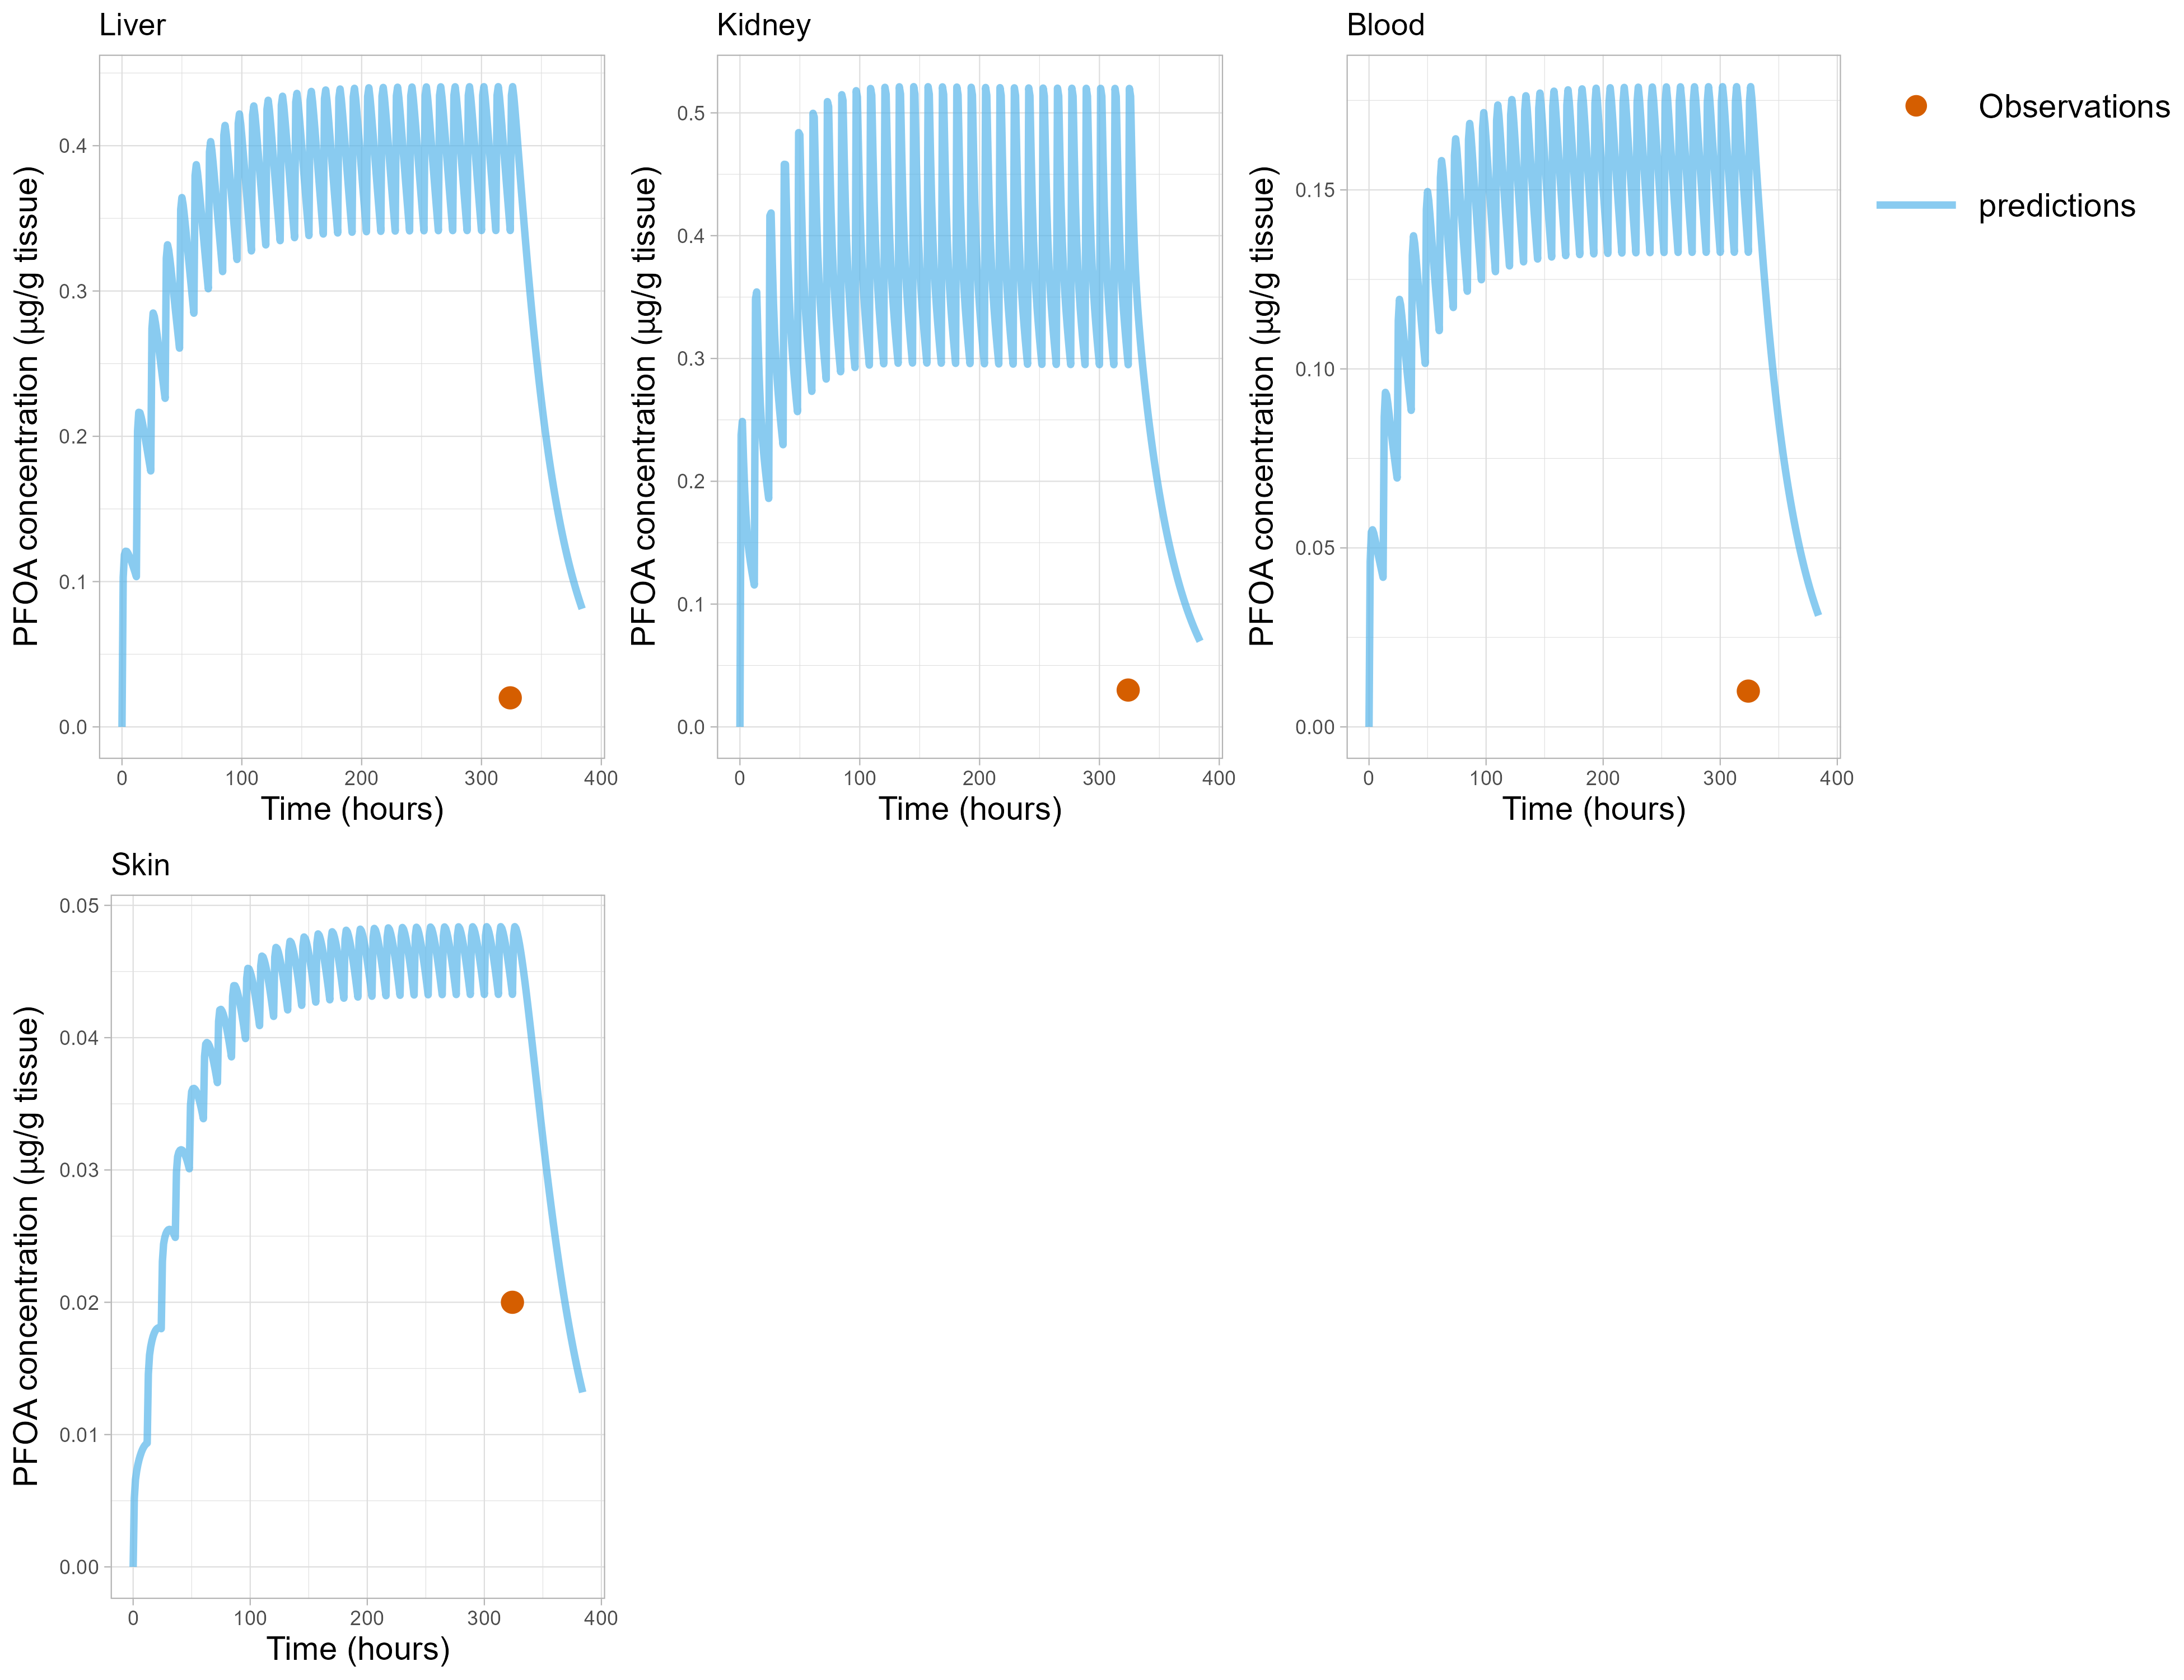 Liver
PFOA concentration (µg/g tissue)
0.4
0.3
0.2
0.1
0.0
0 100 200 300 400
Time (hours)
Kidney
PFOA concentration (µg/g tissue)
0.5
0.4
0.3
0.2
0.1
0.0
0 100 200 300 400
Time (hours)
Blood
PFOA concentration (µg/g tissue)
0.15
0.10
0.05
0.00
0 100 200 300 400
Time (hours)
Observations
predictions
Skin
PFOA concentration (µg/g tissue)
0.05
0.04
0.03
0.02
0.01
0.00
0 100 200 300 400
Time (hours)